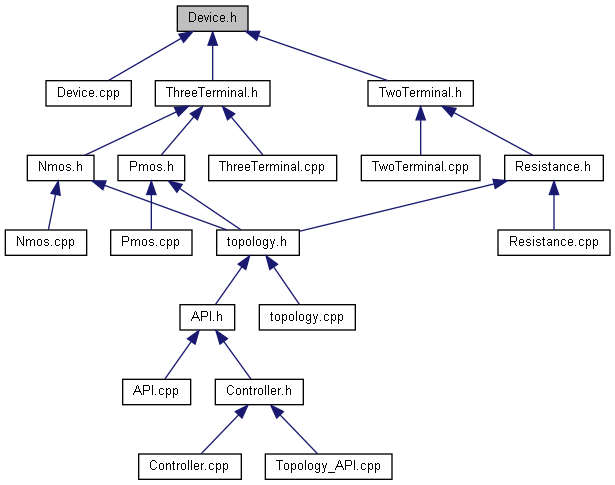 Device.h
Device.cpp
ThreeTerminal.h
TwoTerminal.h
Nmos.h
Pmos.h
ThreeTerminal.cpp
TwoTerminal.cpp
Resistance.h
Nmos.cpp
Pmos.cpp
topology.h
Resistance.cpp
API.h
topology.cpp
API.cpp
Controller.h
Controller.cpp
Topology_API.cpp